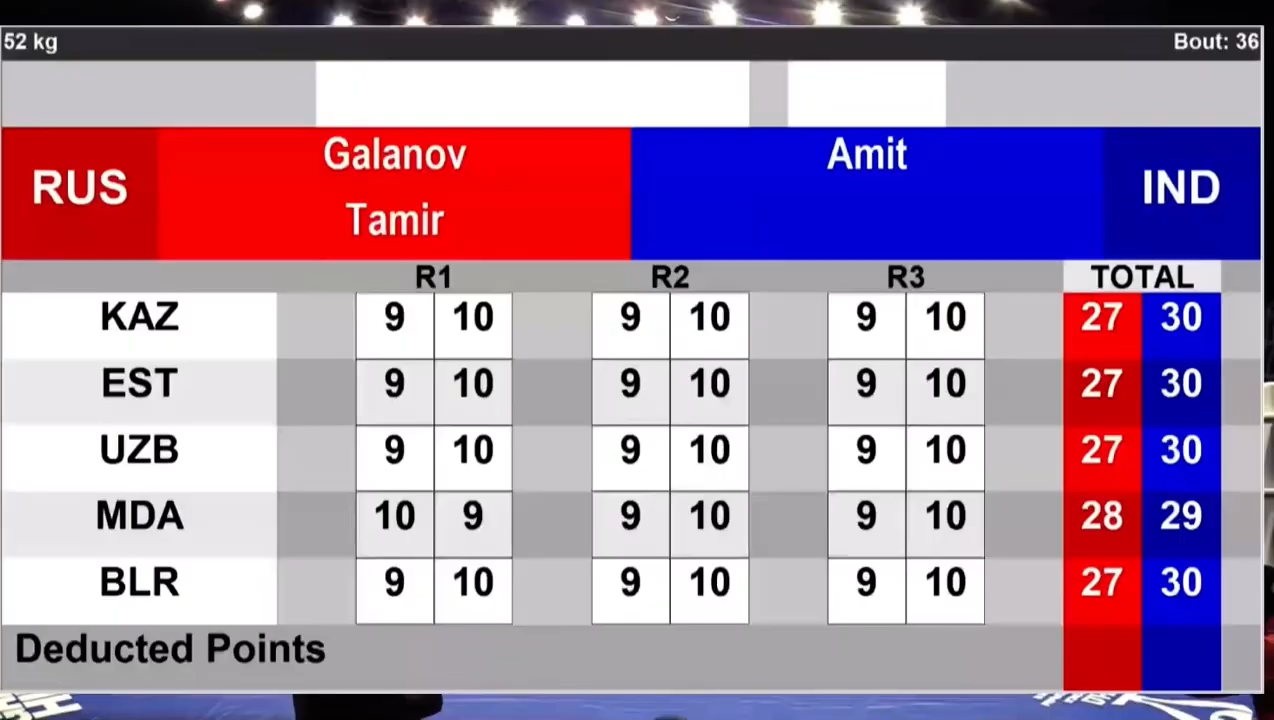 52 kg Bout: 36
RUS Galanov Tamir Amit IND
R1 R2 R3 TOTAL
KAZ 9 10 9 10 9 10 27 30
EST 9 10 9 10 9 10 27 30
UZB 9 10 9 10 9 10 27 30
MDA 10 9 9 10 9 10 28 29
BLR 9 10 9 10 9 10 27 30
Deducted Points